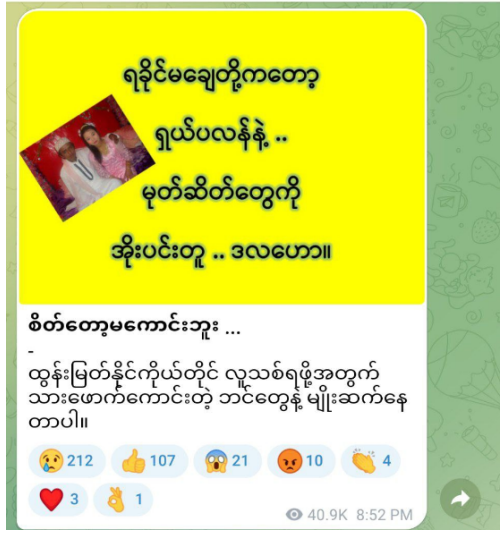 ရခိုင်မချေတို့ကတော့
ရှယ်ပလန်နဲ့ ..
မုတ်ဆိတ်တွေကို
အိုးပင်းတူ .. ဒလဟော။
စိတ်တော့မကောင်းဘူး ...
-
ထွန်းမြတ်နိုင်ကိုယ်တိုင် လူသစ်ရဖို့အတွက်
သားဖောက်ကောင်းတဲ့ ဘင်တွေနဲ့ မျိုးဆက်နေ
တာပါ။
212 107 21 10 4
3 1
40.9K 8:52 PM